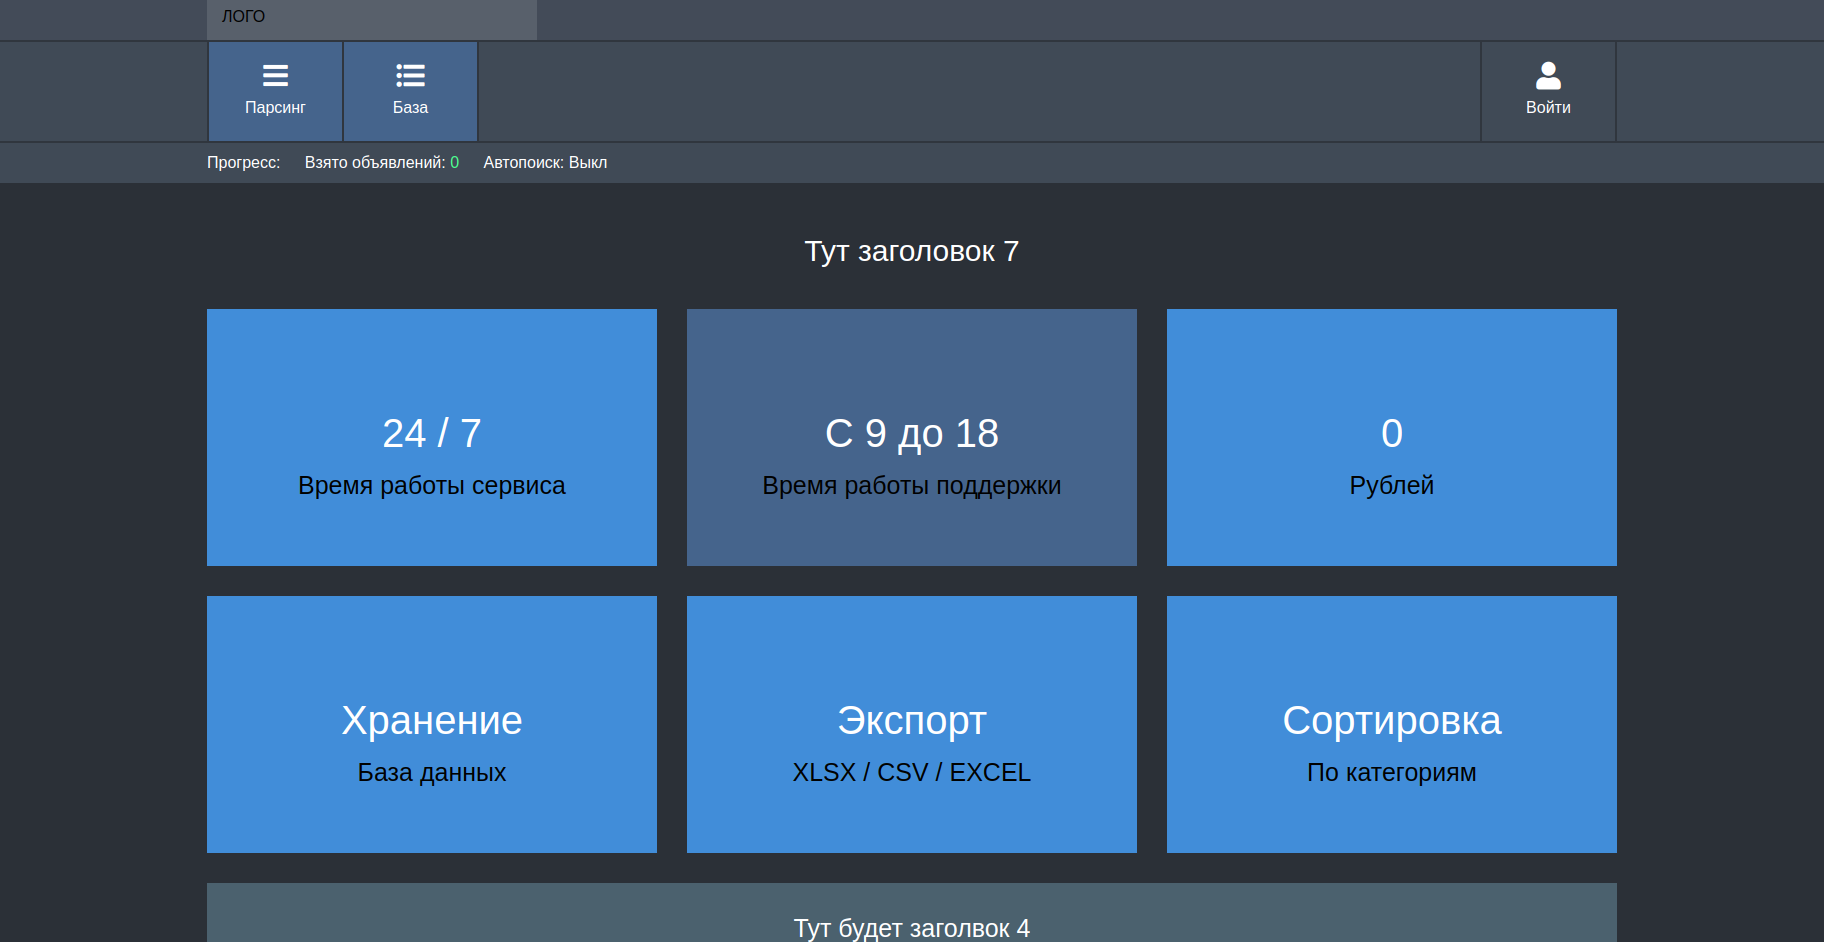 ЛОГО
Парсинг
База
Войти
Прогресс: Взято объявлений: 0 Автопоиск: Выкл
Тут заголовок 7
24 / 7
Время работы сервиса
С 9 до 18
Время работы поддержки
0
Рублей
Хранение
База данных
Экспорт
XLSX / CSV / EXCEL
Сортировка
По категориям
Тут будет заголвок 4